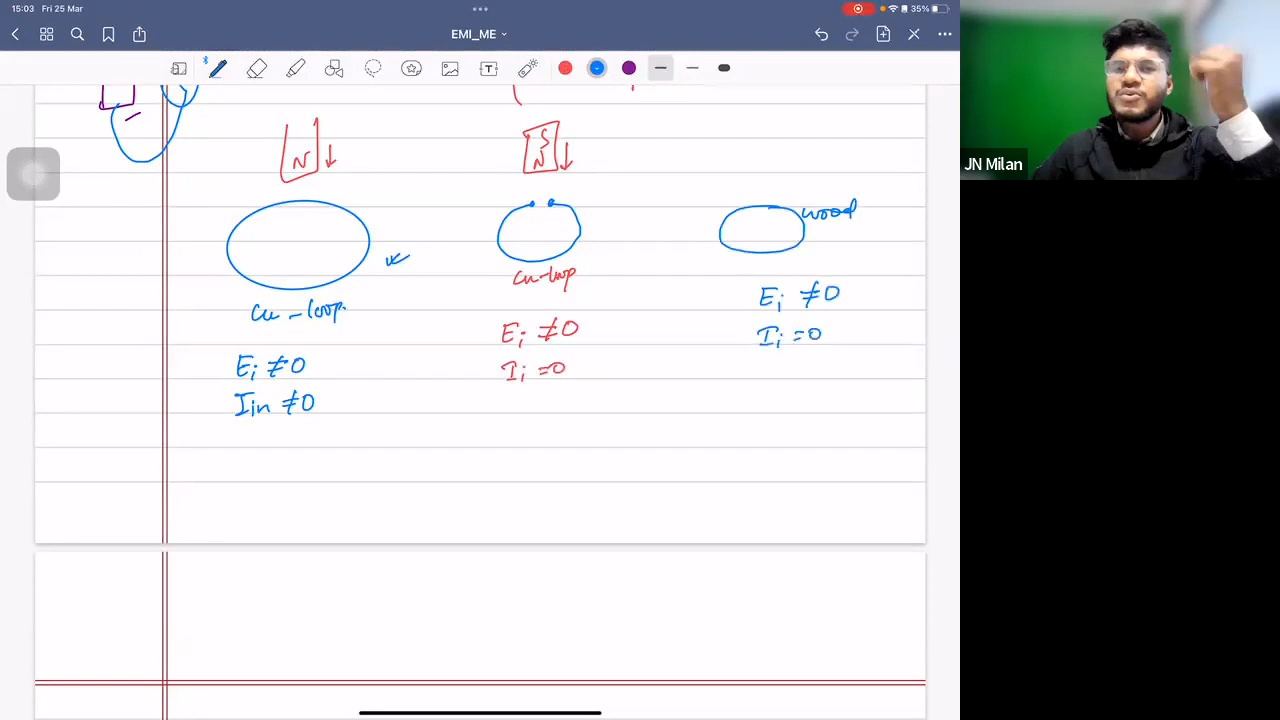 15:03 Fri 25 Mar
35%
EMI_ME
JN Milan
N
S
N
wood
Cu-loop
Cu-loop
Ei ≠0
Ii =0
Ei ≠0
Ii =0
Ei ≠0
Iin ≠0